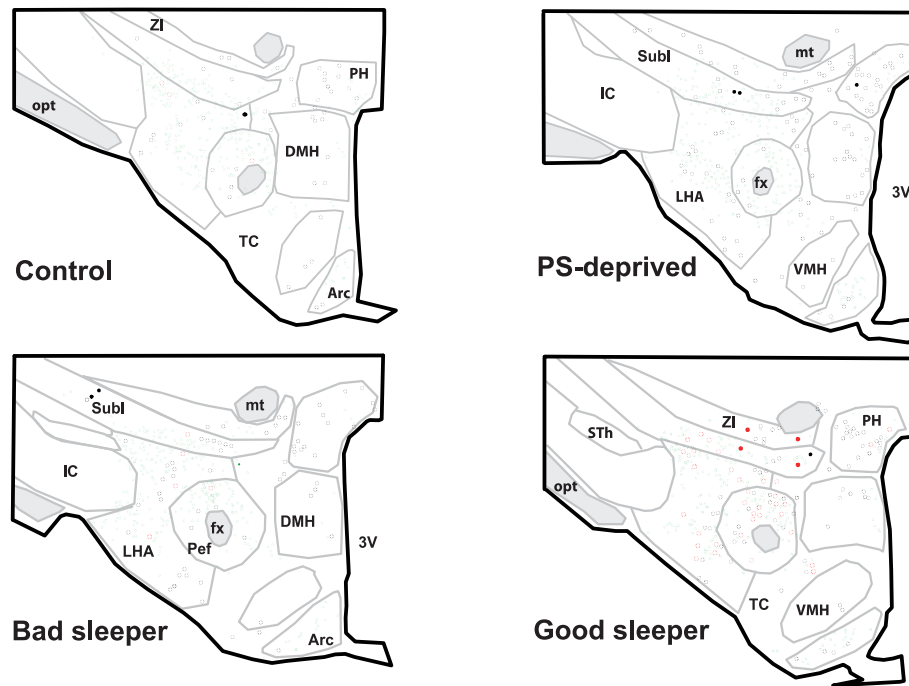 ZI
PH
opt
DMH
TC
Arc
Control
SubI
mt
IC
fx
LHA
3V
VMH
PS-deprived
SubI
mt
IC
fx
DMH
Pef
LHA
3V
Arc
Bad sleeper
ZI
PH
STh
opt
TC
VMH
Good sleeper